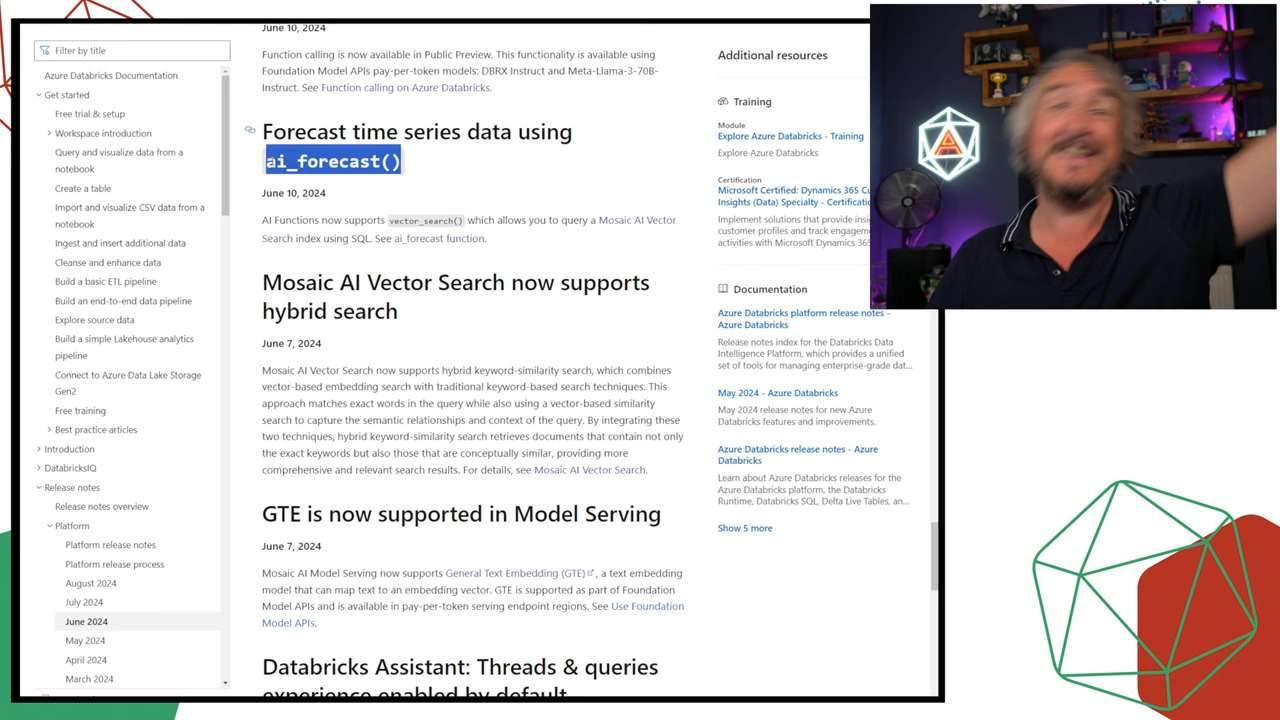 Filter by title
Azure Databricks Documentation
Get started
Free trial & setup
Workspace introduction
Query and visualize data from a
notebook
Create a table
Import and visualize CSV data from a
notebook
Ingest and insert additional data
Cleanse and enhance data
Build a basic ETL pipeline
Build an end-to-end data pipeline
Explore source data
Build a simple Lakehouse analytics
pipeline
Connect to Azure Data Lake Storage
Gen2
Free training
Best practice articles
Introduction
DatabricksIQ
Release notes
Release notes overview
Platform
Platform release notes
Platform release process
August 2024
July 2024
June 2024
May 2024
April 2024
March 2024
June 10, 2024
Function calling is now available in Public Preview. This functionality is available using
Foundation Model APIs pay-per-token models: DBRX Instruct and Meta-Llama-3-70B-
Instruct. See Function calling on Azure Databricks.
Forecast time series data using
ai_forecast()
June 10, 2024
AI Functions now supports vector_search() which allows you to query a Mosaic AI Vector
Search index using SQL. See ai_forecast function.
Mosaic AI Vector Search now supports
hybrid search
June 7, 2024
Mosaic AI Vector Search now supports hybrid keyword-similarity search, which combines
vector-based embedding search with traditional keyword-based search techniques. This
approach matches exact words in the query while also using a vector-based similarity
search to capture the semantic relationships and context of the query. By integrating these
two techniques, hybrid keyword-similarity search retrieves documents that contain not only
the exact keywords but also those that are conceptually similar, providing more
comprehensive and relevant search results. For details, see Mosaic AI Vector Search.
GTE is now supported in Model Serving
June 7, 2024
Mosaic AI Model Serving now supports General Text Embedding (GTE), a text embedding
model that can map text to an embedding vector. GTE is supported as part of Foundation
Model APIs and is available in pay-per-token serving endpoint regions. See Use Foundation
Model APIs.
Databricks Assistant: Threads & queries
experience enabled by default
Additional resources
Training
Module
Explore Azure Databricks - Training
Explore Azure Databricks
Certification
Microsoft Certified: Dynamics 365 Cu
Insights (Data) Specialty - Certificatio
Implement solutions that provide insi
customer profiles and track engagem
activities with Microsoft Dynamics 365
Documentation
Azure Databricks platform release notes -
Azure Databricks
Release notes index for the Databricks Data
Intelligence Platform, which provides a unified
set of tools for managing enterprise-grade dat...
May 2024 - Azure Databricks
May 2024 release notes for new Azure
Databricks features and improvements.
Azure Databricks release notes - Azure
Databricks
Learn about Azure Databricks releases for the
Azure Databricks platform, the Databricks
Runtime, Databricks SQL, Delta Live Tables, an...
Show 5 more
A